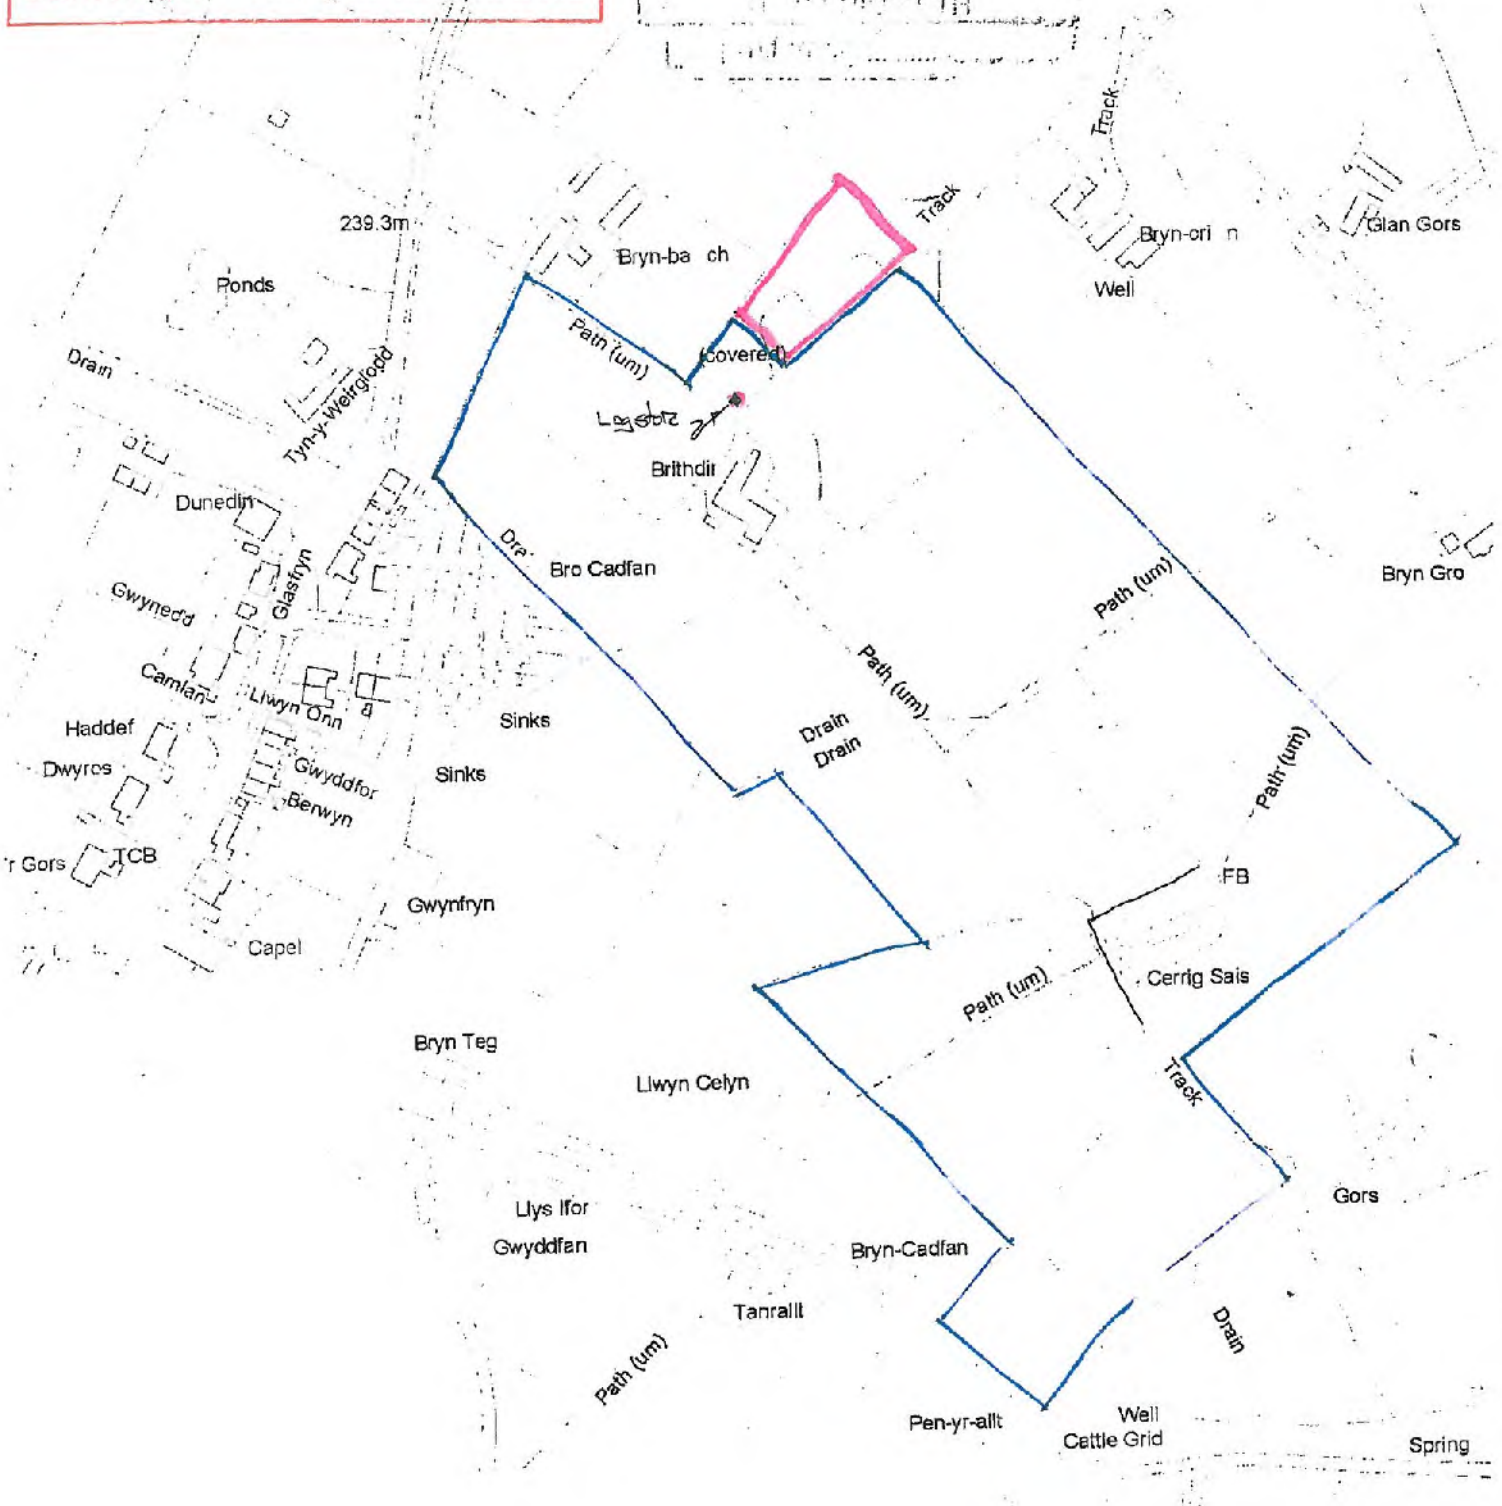 Track
239.3m
Bryn-ba ch
Track
Bryn-ori n
Glan Gors
Ponds
Well
Path (um)
(covered)
Drain
Tyn-y-Weirglodd
Brithdir
Dunedin
Dra
Bro Cadfan
Glasfryn
Bryn Gro
Gwynedd
Path (um)
Path (um)
Camlan
Llwyn Onn
Sinks
Haddef
Drain
Drain
Dwyros
Gwyddfor
Sinks
Path (um)
Berwyn
'r Gors
TCB
FB
Gwynfryn
Capel
Path (um)
Cerrig Sais
Bryn Teg
Llwyn Celyn
Track
Gors
Llys Ifor
Gwyddfan
Bryn-Cadfan
Tanrallt
Drain
Path (um)
Pen-yr-allt
Well
Cattle Grid
Spring